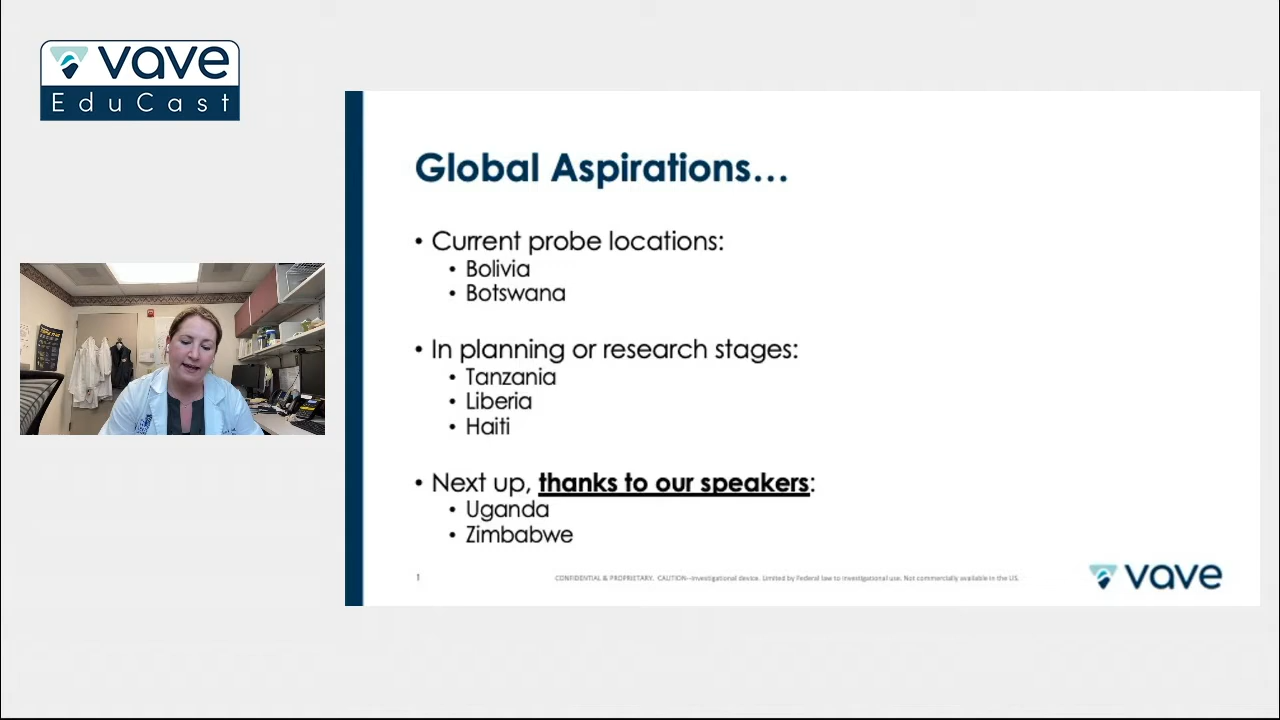 vave
EduCast
Global Aspirations…
• Current probe locations:
• Bolivia
• Botswana
• In planning or research stages:
• Tanzania
• Liberia
• Haiti
• Next up, thanks to our speakers:
• Uganda
• Zimbabwe
1
CONFIDENTIAL & PROPRIETARY. CAUTION--Investigational device. Limited by Federal law to investigational use. Not commercially available in the US.
vave